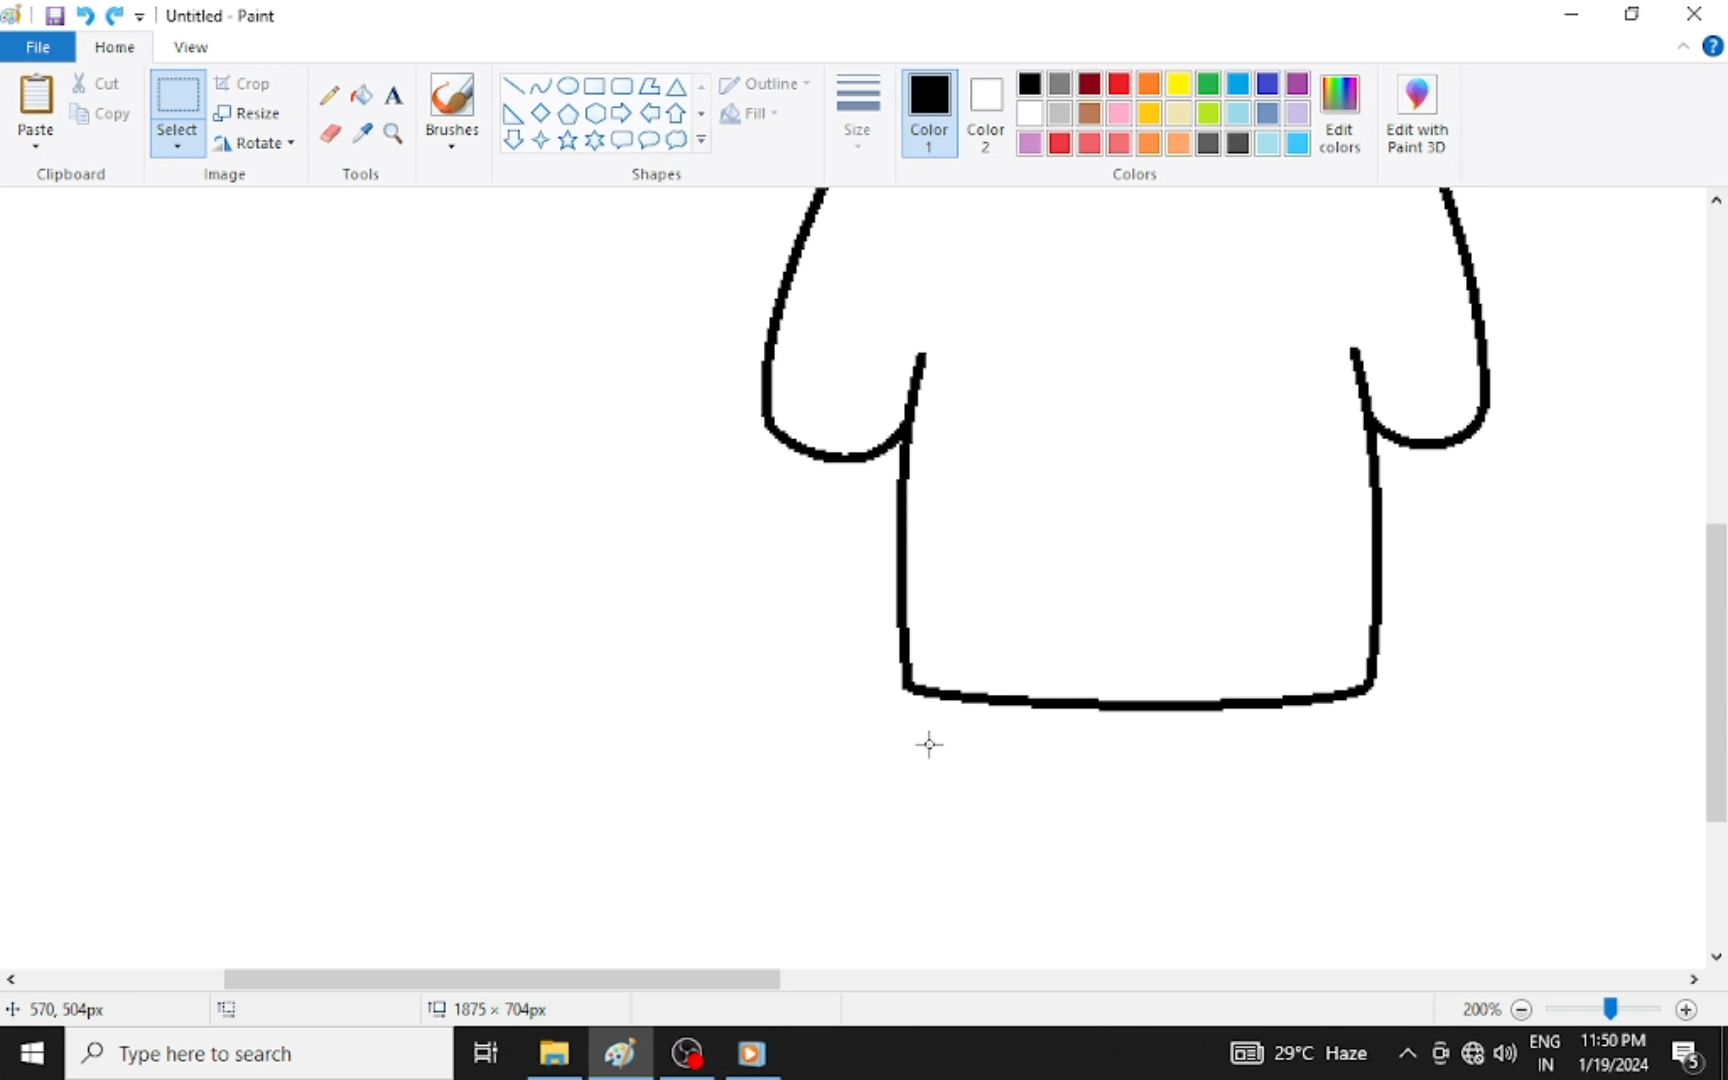 Untitled - Paint
File Home View
Cut Crop Outline
Copy Resize Fill
Rotate
Paste Select Brushes Size Color 1 Color 2 Edit colors Edit with Paint 3D
Clipboard Image Tools Shapes Colors
570, 504px 1875 × 704px 200%
Type here to search 29°C Haze ENG IN 11:50 PM 1/19/2024 5